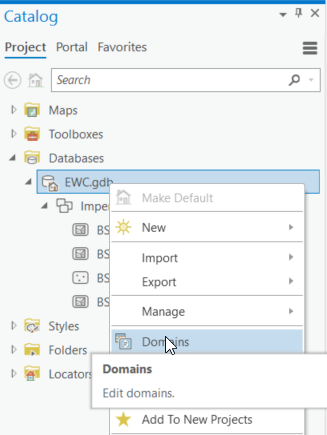 Catalog
Project Portal Favorites
Search
Maps
Toolboxes
Databases
EWC.gdb
Make Default
Impe
New
BS
Import
BS
Export
BS
Manage
BS
Styles
Domains
Folders
Domains
Locators
Edit domains.
Add To New Projects